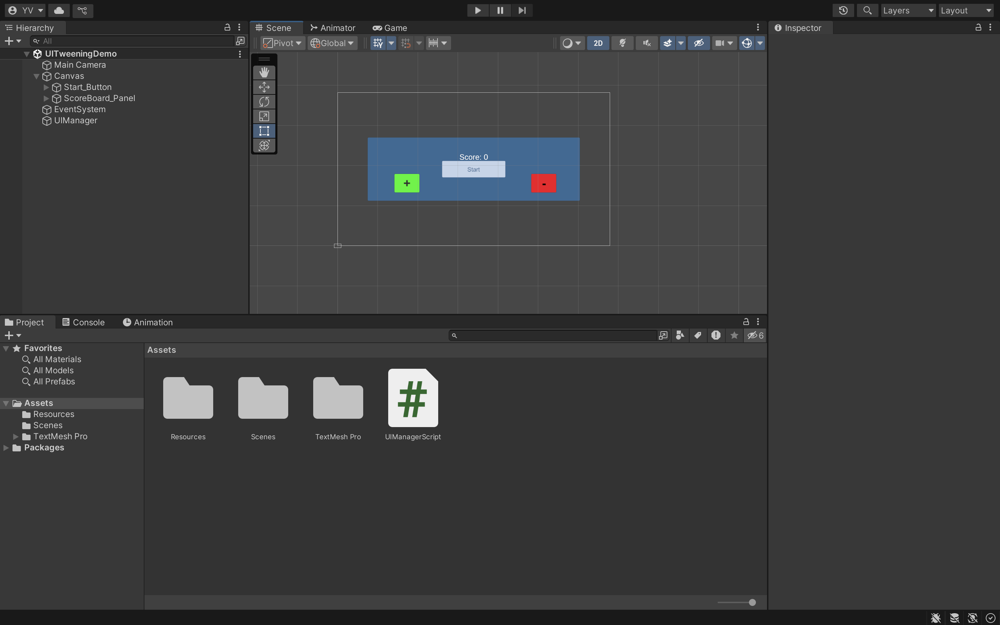 YV
Layers
Layout
Hierarchy
Scene
Animator
Game
Inspector
All
Pivot
Global
2D
UITweeningDemo
Main Camera
Canvas
Start_Button
ScoreBoard_Panel
EventSystem
UIManager
Score: 0
Start
+
-
Project
Console
Animation
6
Favorites
All Materials
All Models
All Prefabs
Assets
Resources
Scenes
TextMesh Pro
Packages
Assets
Resources
Scenes
TextMesh Pro
UIManagerScript